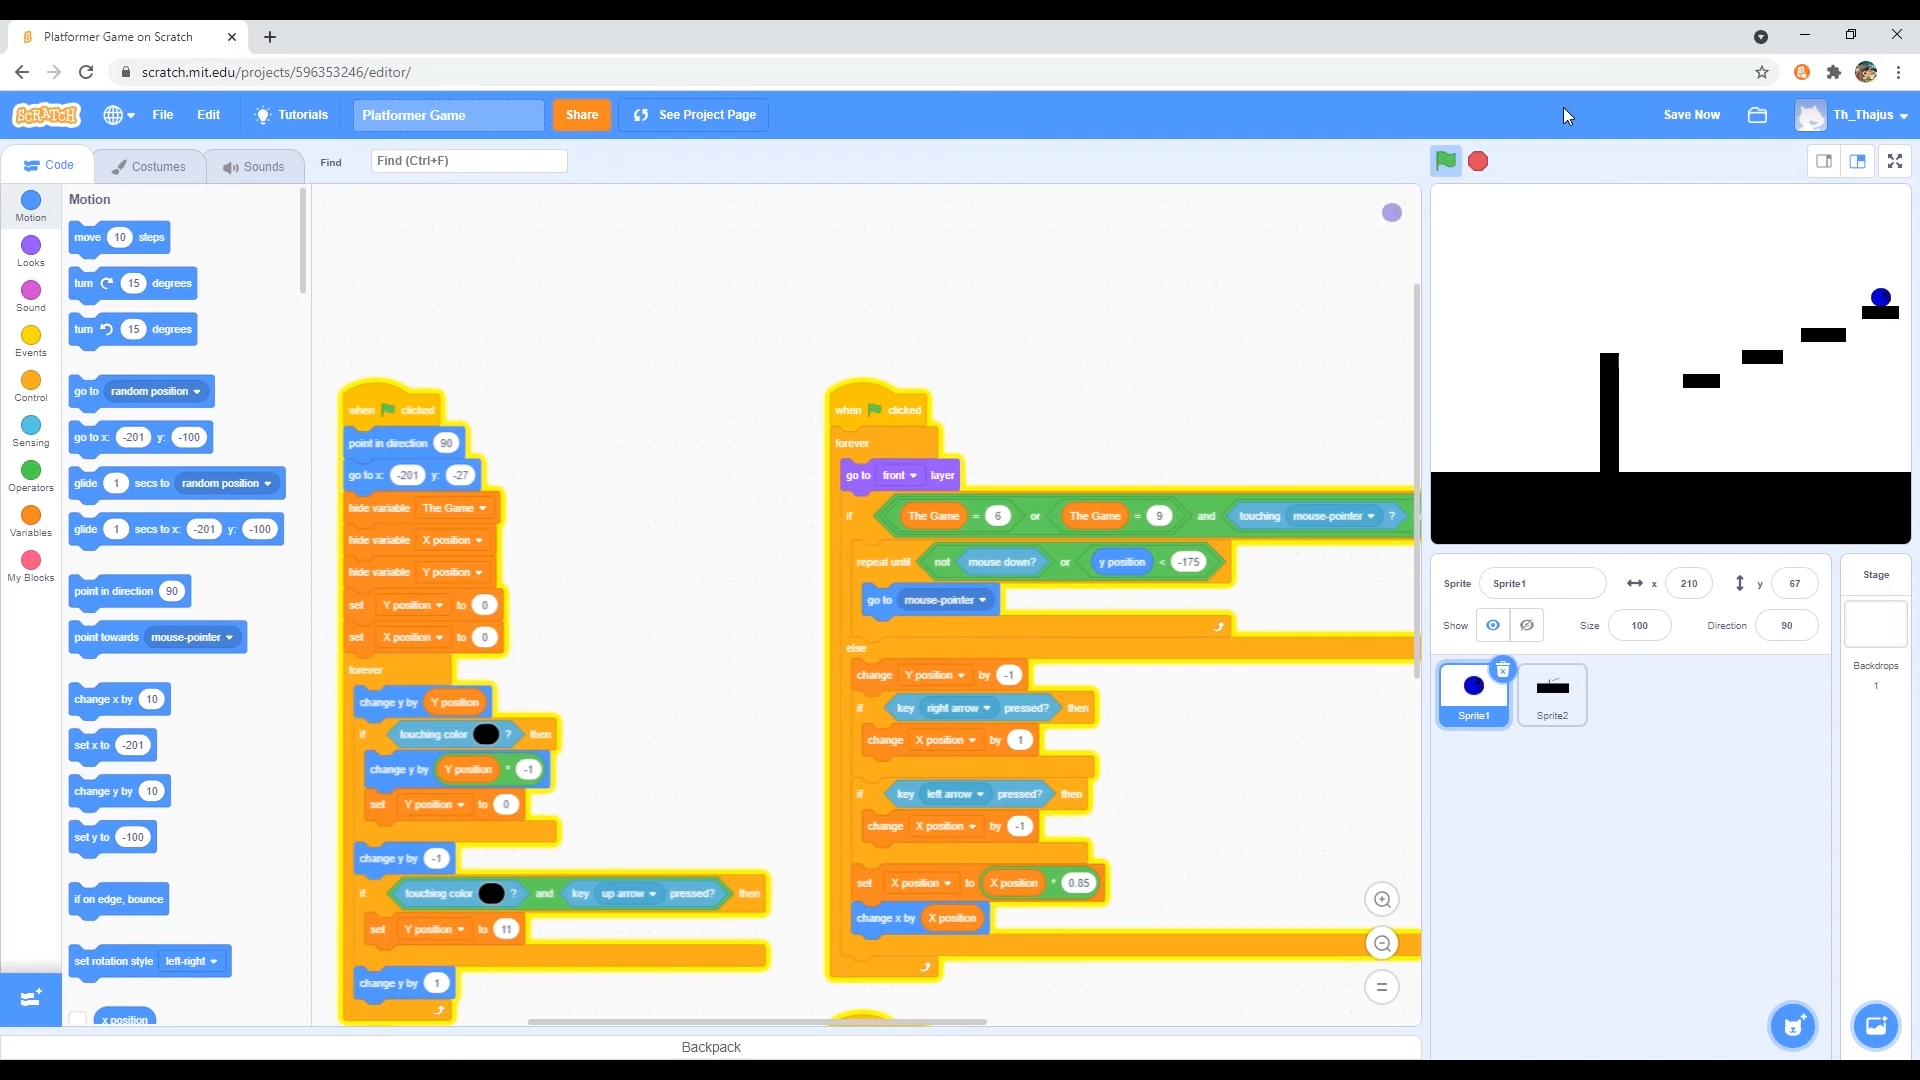 Platformer Game on Scratch
scratch.mit.edu/projects/596353246/editor/
SCRATCH
File
Edit
Tutorials
Platformer Game
Share
See Project Page
Save Now
Th_Thajus
Code
Costumes
Sounds
Find
Find (Ctrl+F)
Motion
Looks
Sound
Events
Control
Sensing
Operators
Variables
My Blocks
Motion
move 10 steps
turn 15 degrees
turn 15 degrees
go to random position
go to x: -201 y: -100
glide 1 secs to random position
glide 1 secs to x: -201 y: -100
point in direction 90
point towards mouse-pointer
change x by 10
set x to -201
change y by 10
set y to -100
if on edge, bounce
set rotation style left-right
x position
when clicked
point in direction 90
go to x: -201 y: -27
hide variable The Game
hide variable X position
hide variable Y position
set Y position to 0
set X position to 0
forever
change y by Y position
if touching color ? then
change y by Y position * -1
set Y position to 0
change y by -1
if touching color ? and key up arrow pressed? then
set Y position to 11
change y by 1
when clicked
forever
go to front layer
if The Game = 6 or The Game = 9 and touching mouse-pointer ?
repeat until not mouse down? or y position < -175
go to mouse-pointer
else
change Y position by -1
if key right arrow pressed? then
change X position by 1
if key left arrow pressed? then
change X position by -1
set X position to X position * 0.85
change x by X position
Backpack
Sprite Sprite1 x 210 y 67
Show Size 100 Direction 90
Sprite1
Sprite2
Stage
Backdrops
1